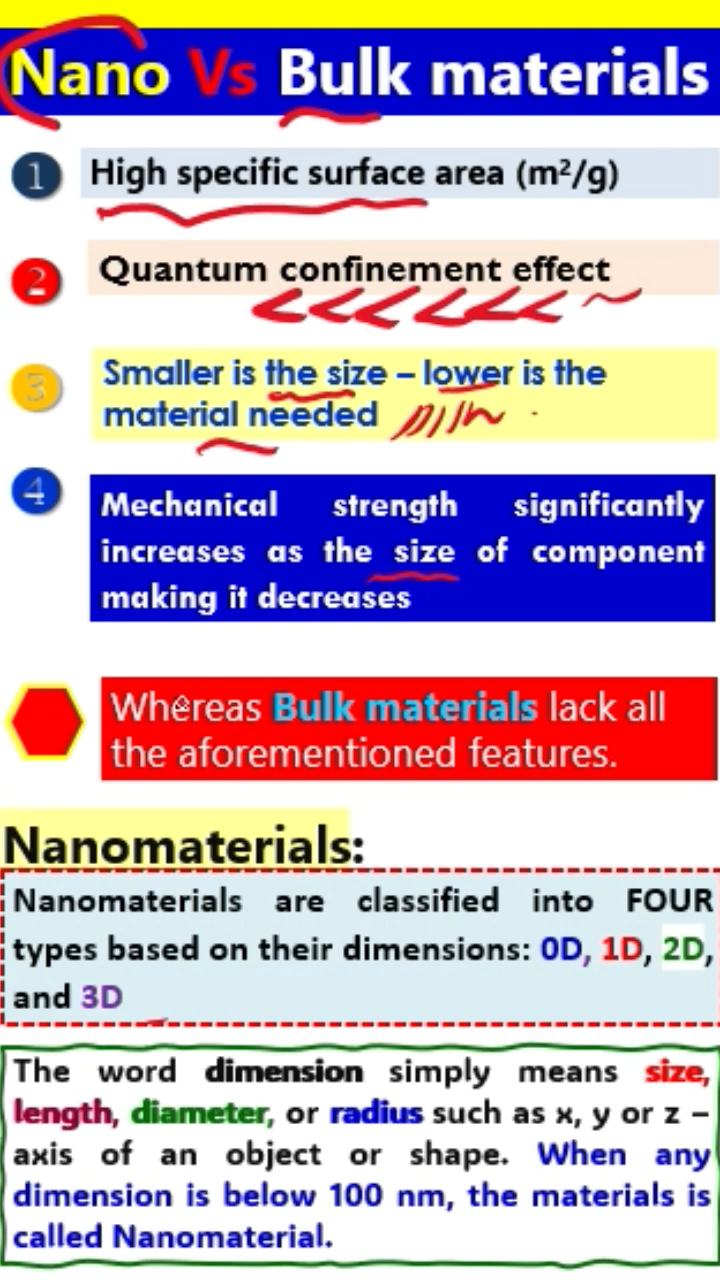 Nano Vs Bulk materials
1 High specific surface area (m²/g)
2 Quantum confinement effect
3 Smaller is the size – lower is the
material needed
4 Mechanical strength significantly
increases as the size of component
making it decreases
Whereas Bulk materials lack all
the aforementioned features.
Nanomaterials:
Nanomaterials are classified into FOUR
types based on their dimensions: 0D, 1D, 2D,
and 3D
The word dimension simply means size,
length, diameter, or radius such as x, y or z –
axis of an object or shape. When any
dimension is below 100 nm, the materials is
called Nanomaterial.